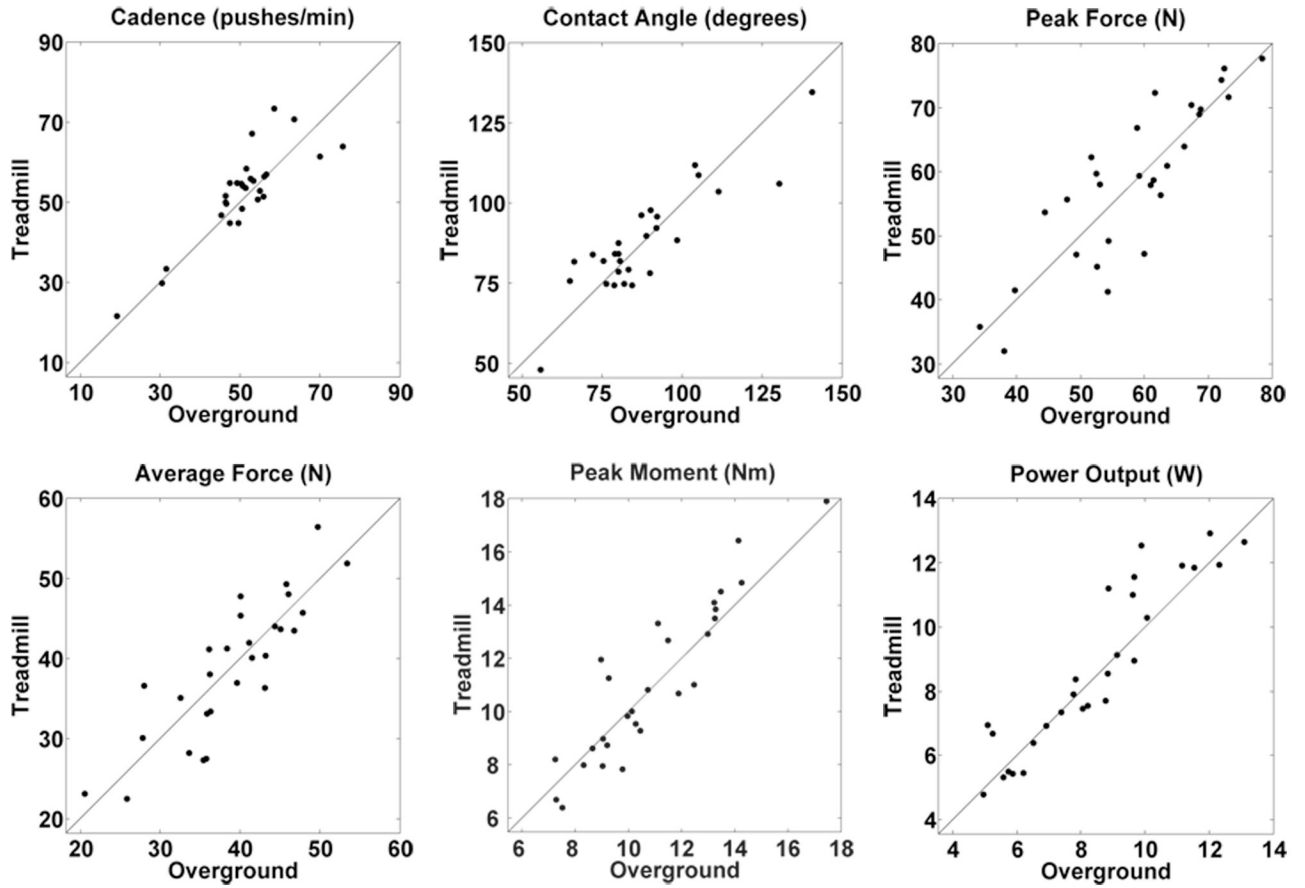 Cadence (pushes/min)
90
70
50
30
10
Treadmill
10 30 50 70 90
Overground
Contact Angle (degrees)
150
125
100
75
50
Treadmill
50 75 100 125 150
Overground
Peak Force (N)
80
70
60
50
40
30
Treadmill
30 40 50 60 70 80
Overground
Average Force (N)
60
50
40
30
20
Treadmill
20 30 40 50 60
Overground
Peak Moment (Nm)
18
16
14
12
10
8
6
Treadmill
6 8 10 12 14 16 18
Overground
Power Output (W)
14
12
10
8
6
4
Treadmill
4 6 8 10 12 14
Overground